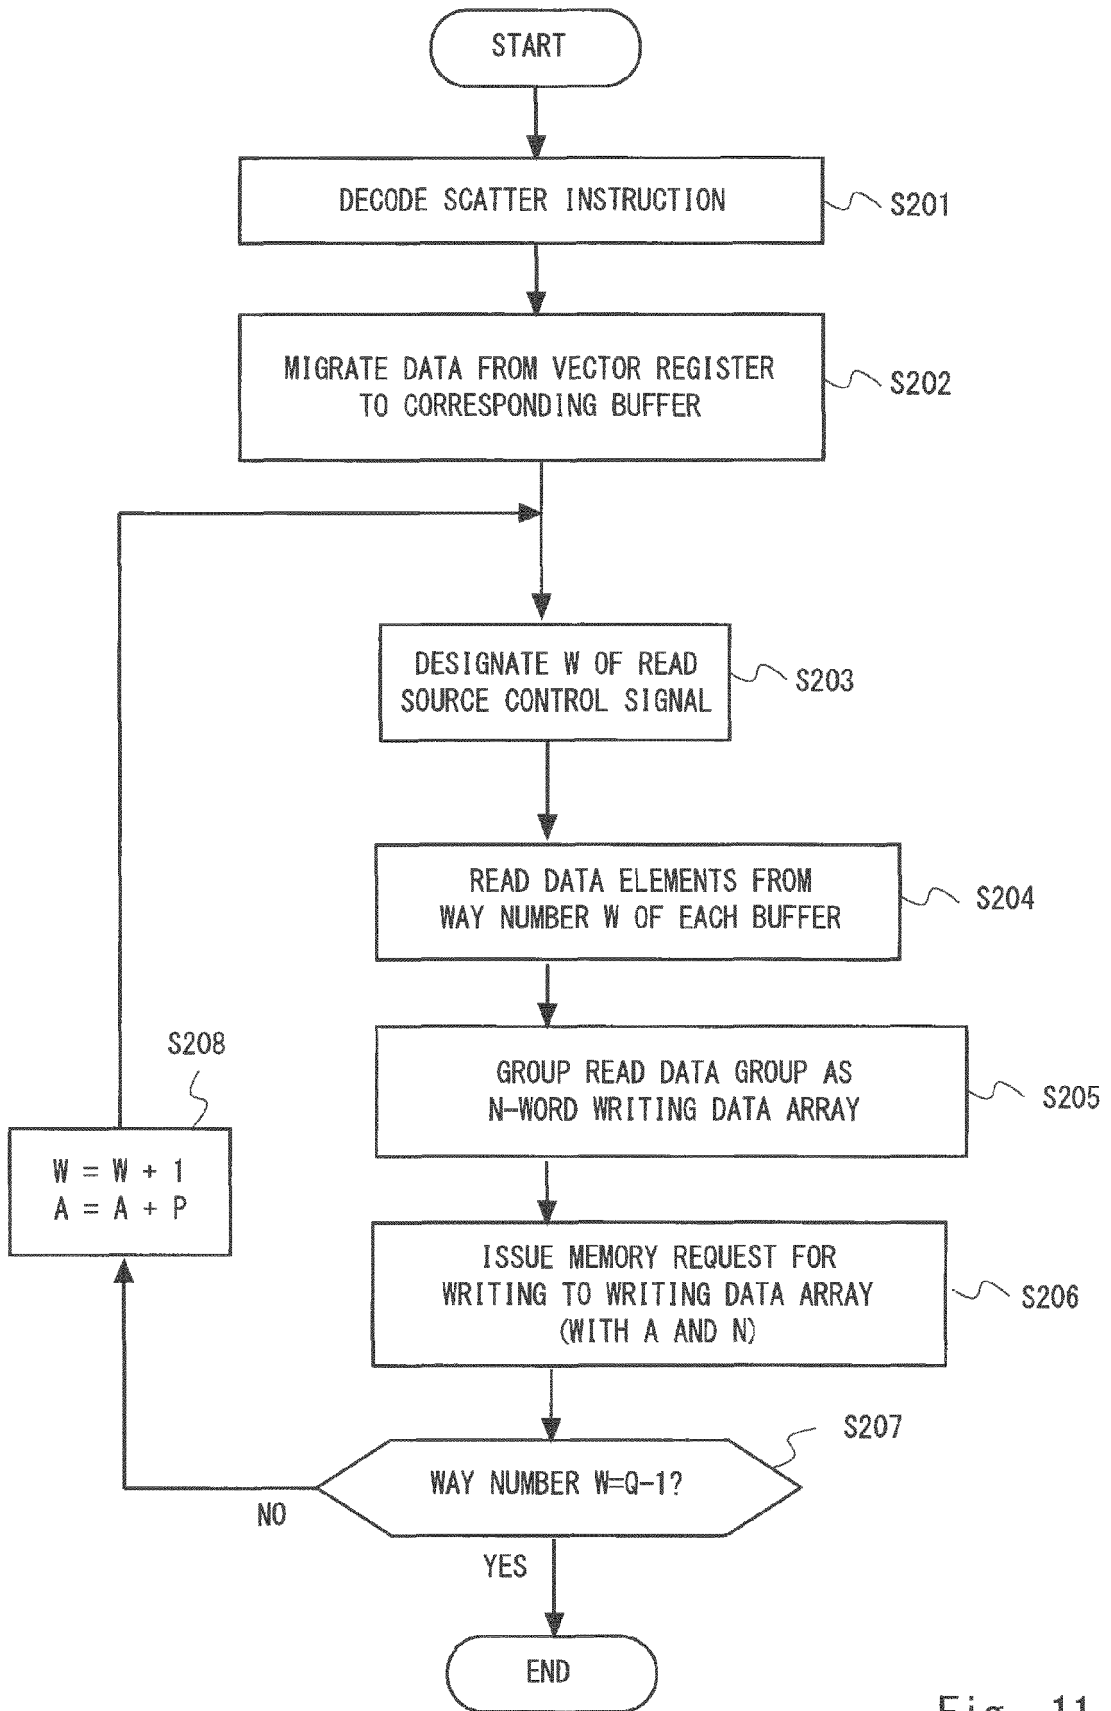 START
DECODE SCATTER INSTRUCTION
S201
MIGRATE DATA FROM VECTOR REGISTER
TO CORRESPONDING BUFFER
S202
DESIGNATE W OF READ
SOURCE CONTROL SIGNAL
S203
READ DATA ELEMENTS FROM
WAY NUMBER W OF EACH BUFFER
S204
GROUP READ DATA GROUP AS
N-WORD WRITING DATA ARRAY
S205
S208
W = W + 1
A = A + P
ISSUE MEMORY REQUEST FOR
WRITING TO WRITING DATA ARRAY
(WITH A AND N)
S206
WAY NUMBER W=Q-1?
S207
NO
YES
END
Fig. 11